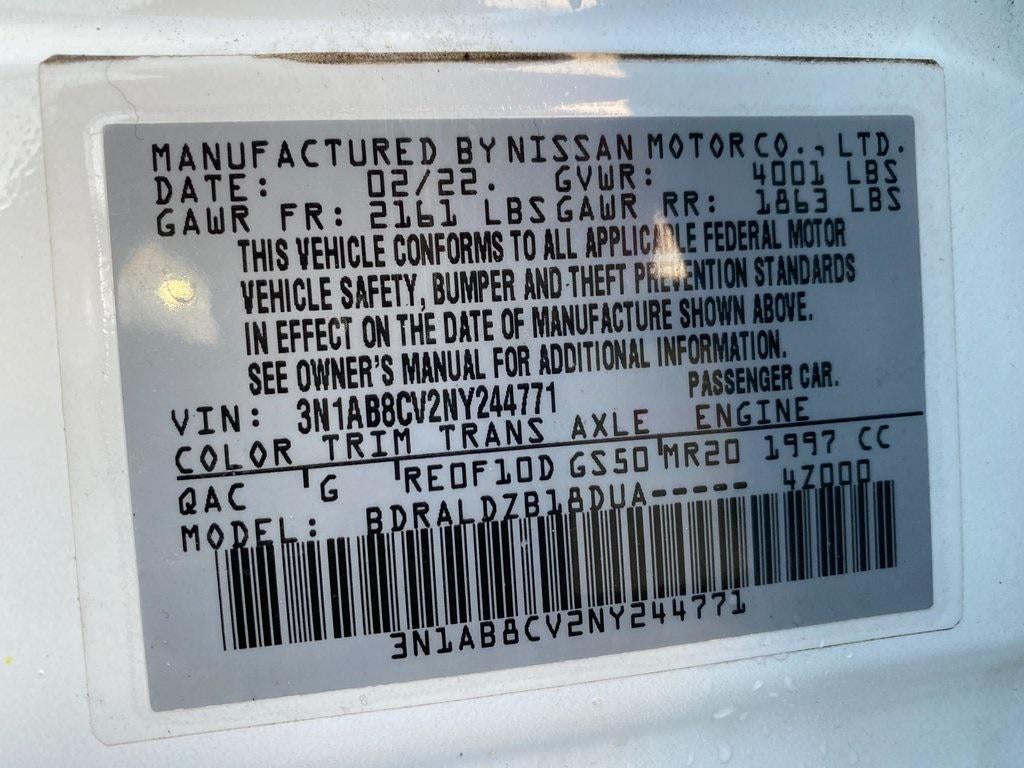 MANUFACTURED BY NISSAN MOTOR CO., LTD.
DATE: 02/22. GVWR: 4001 LBS
GAWR FR: 2161 LBS GAWR RR: 1863 LBS
THIS VEHICLE CONFORMS TO ALL APPLICABLE FEDERAL MOTOR
VEHICLE SAFETY, BUMPER AND THEFT PREVENTION STANDARDS
IN EFFECT ON THE DATE OF MANUFACTURE SHOWN ABOVE.
SEE OWNER'S MANUAL FOR ADDITIONAL INFORMATION.
VIN: 3N1AB8CV2NY244771 PASSENGER CAR.
COLOR TRIM TRANS AXLE ENGINE
QAC G RE0F10D GS50 MR20 1997 CC
MODEL: BDRALDZB18DUA----- 4Z000
3N1AB8CV2NY244771